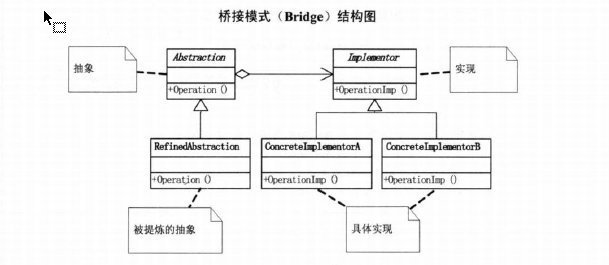 桥接模式（Bridge）结构图
抽象
Abstraction
+Operation ()
Implementor
+OperationImp ()
实现
RefinedAbstraction
+Operation ()
ConcreteImplementorA
+OperationImp ()
ConcreteImplementorB
+OperationImp ()
被提炼的抽象
具体实现